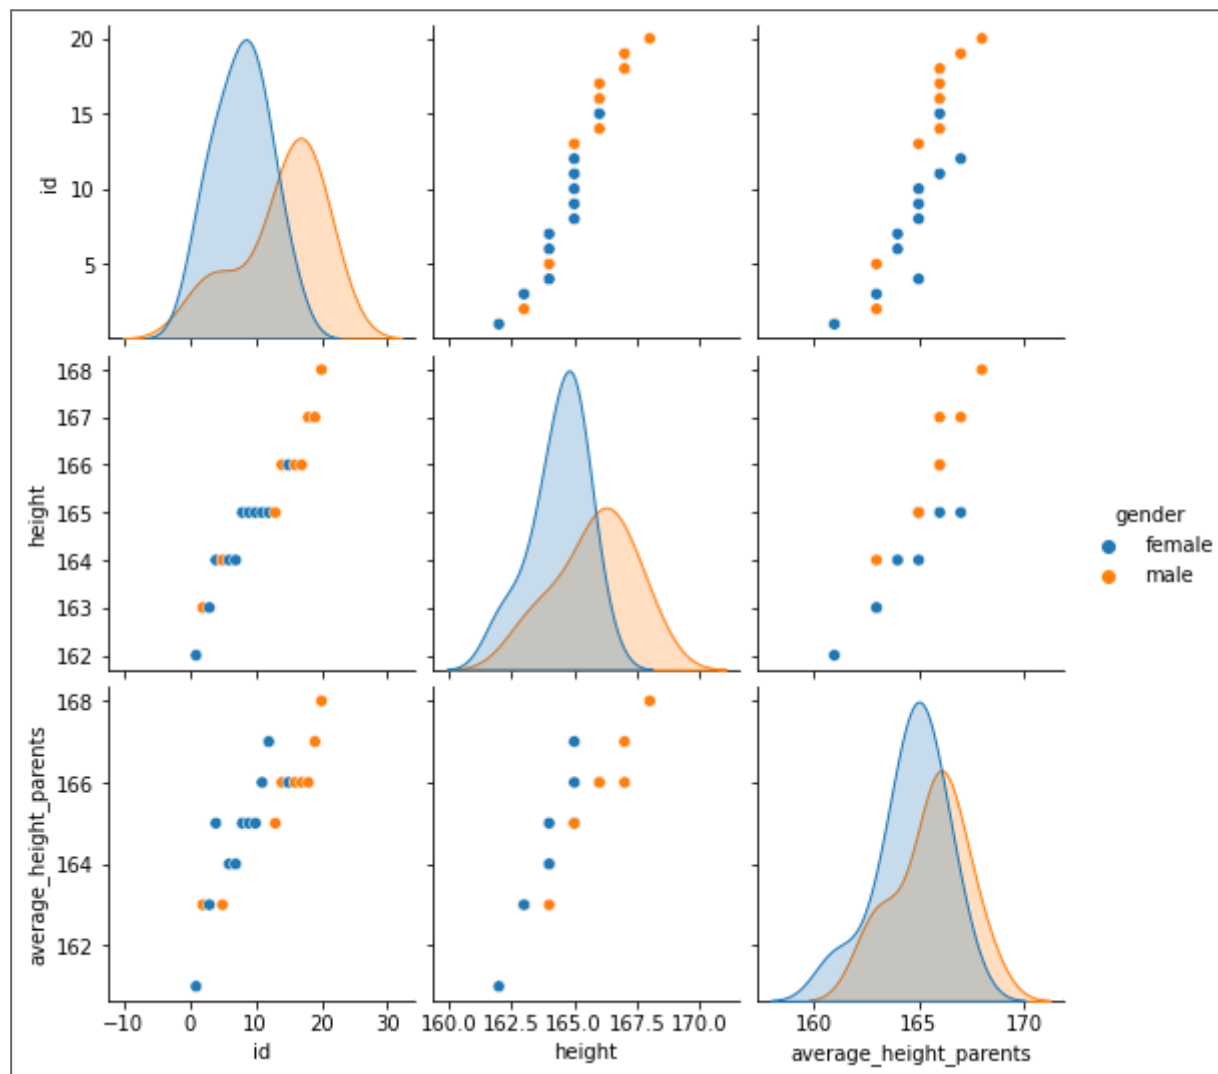 20
15
10
5
id
168
167
166
165
164
163
162
height
gender
female
male
168
166
164
162
average_height_parents
−10 0 10 20 30
160.0 162.5 165.0 167.5 170.0
160 165 170
id
height
average_height_parents